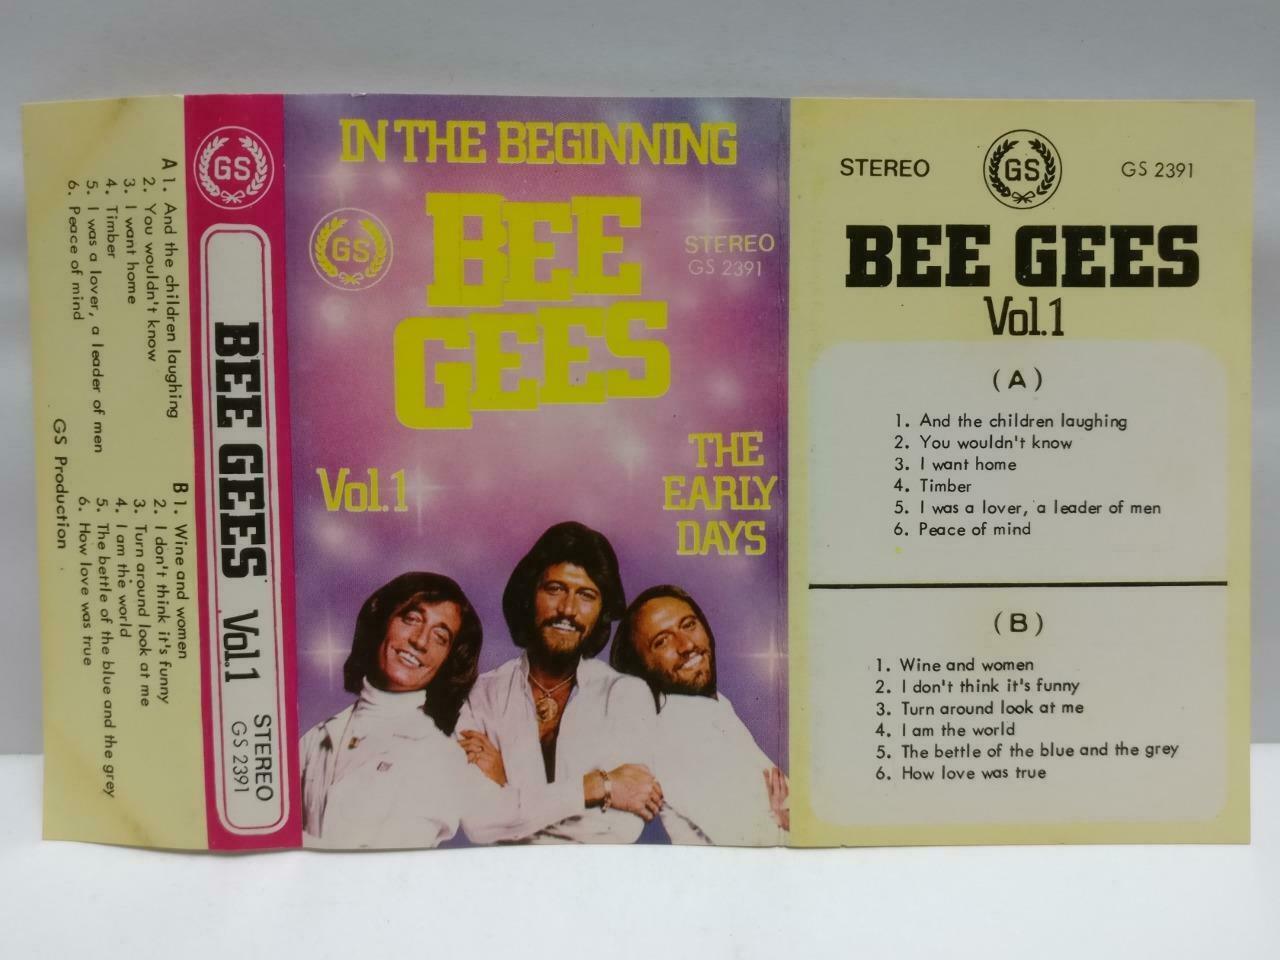 A 1. And the children laughing
2. You wouldn't know
3. I want home
4. Timber
5. I was a lover, a leader of men
6. Peace of mind
B 1. Wine and women
2. I don't think it's funny
3. Turn around look at me
4. I am the world
5. The bettle of the blue and the grey
6. How love was true
GS Production
GS
BEE GEES Vol.1
STEREO
GS 2391
IN THE BEGINNING
BEE
GEES
GS
STEREO
GS 2391
Vol.1
THE
EARLY
DAYS
STEREO
GS
GS 2391
BEE GEES
Vol.1
(A)
1. And the children laughing
2. You wouldn't know
3. I want home
4. Timber
5. I was a lover, a leader of men
6. Peace of mind
(B)
1. Wine and women
2. I don't think it's funny
3. Turn around look at me
4. I am the world
5. The bettle of the blue and the grey
6. How love was true